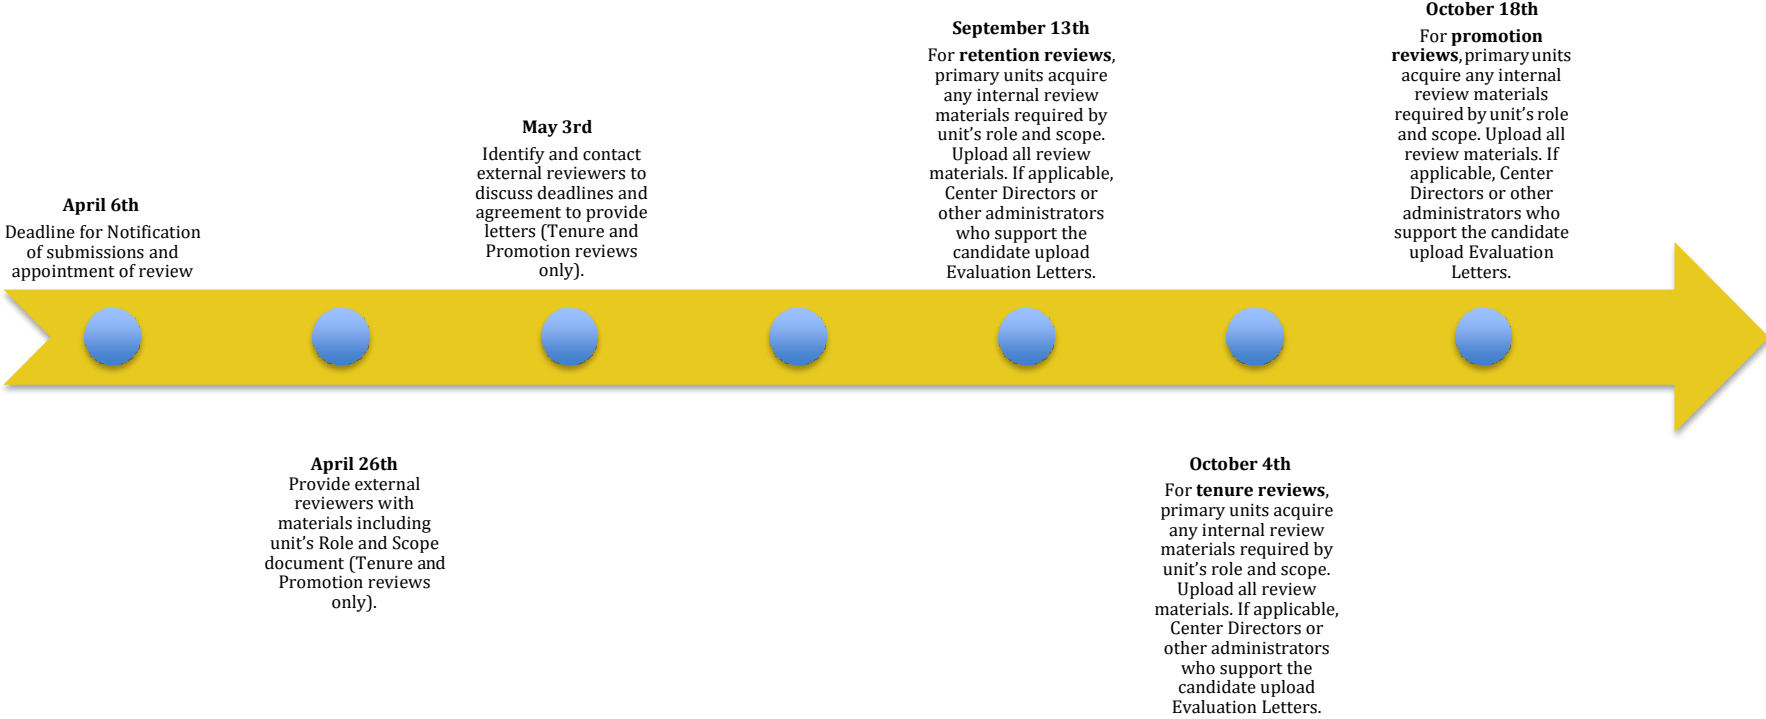 April 6th
Deadline for Notification
of submissions and
appointment of review
April 26th
Provide external
reviewers with
materials including
unit’s Role and Scope
document (Tenure and
Promotion reviews
only).
May 3rd
Identify and contact
external reviewers to
discuss deadlines and
agreement to provide
letters (Tenure and
Promotion reviews
only).
September 13th
For retention reviews,
primary units acquire
any internal review
materials required by
unit’s role and scope.
Upload all review
materials. If applicable,
Center Directors or
other administrators
who support the
candidate upload
Evaluation Letters.
October 4th
For tenure reviews,
primary units acquire
any internal review
materials required by
unit’s role and scope.
Upload all review
materials. If applicable,
Center Directors or
other administrators
who support the
candidate upload
Evaluation Letters.
October 18th
For promotion
reviews, primary units
acquire any internal
review materials
required by unit’s role
and scope. Upload all
review materials. If
applicable, Center
Directors or other
administrators who
support the candidate
upload Evaluation
Letters.